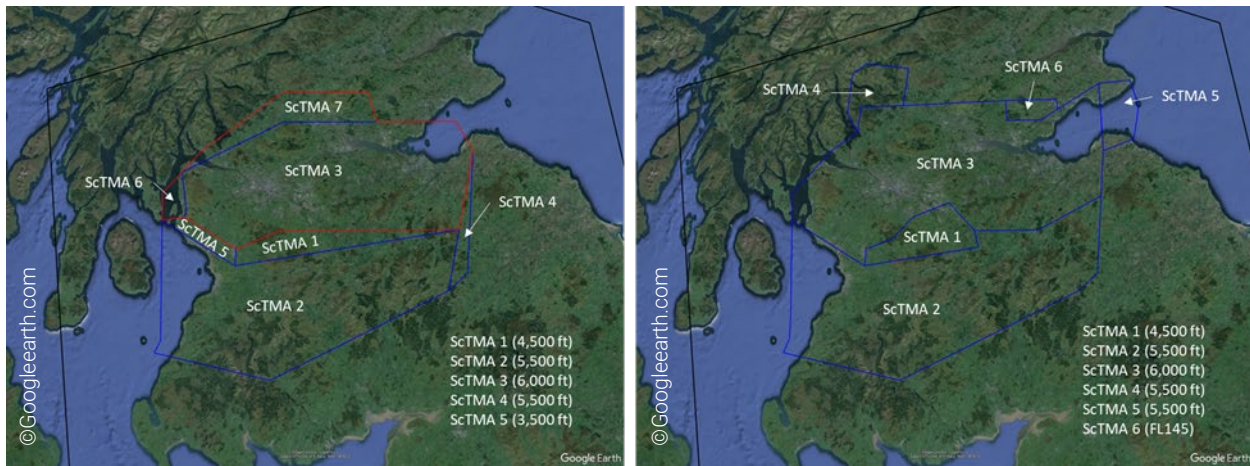 ScTMA 7
ScTMA 3
ScTMA 6
ScTMA 4
ScTMA 5
ScTMA 1
ScTMA 2
ScTMA 1 (4,500 ft)
ScTMA 2 (5,500 ft)
ScTMA 3 (6,000 ft)
ScTMA 4 (5,500 ft)
ScTMA 5 (3,500 ft)
©Googleearth.com
Google Earth
ScTMA 6
ScTMA 4
ScTMA 5
ScTMA 3
ScTMA 1
ScTMA 2
ScTMA 1 (4,500 ft)
ScTMA 2 (5,500 ft)
ScTMA 3 (6,000 ft)
ScTMA 4 (5,500 ft)
ScTMA 5 (5,500 ft)
ScTMA 6 (FL145)
©Googleearth.com
Google Earth